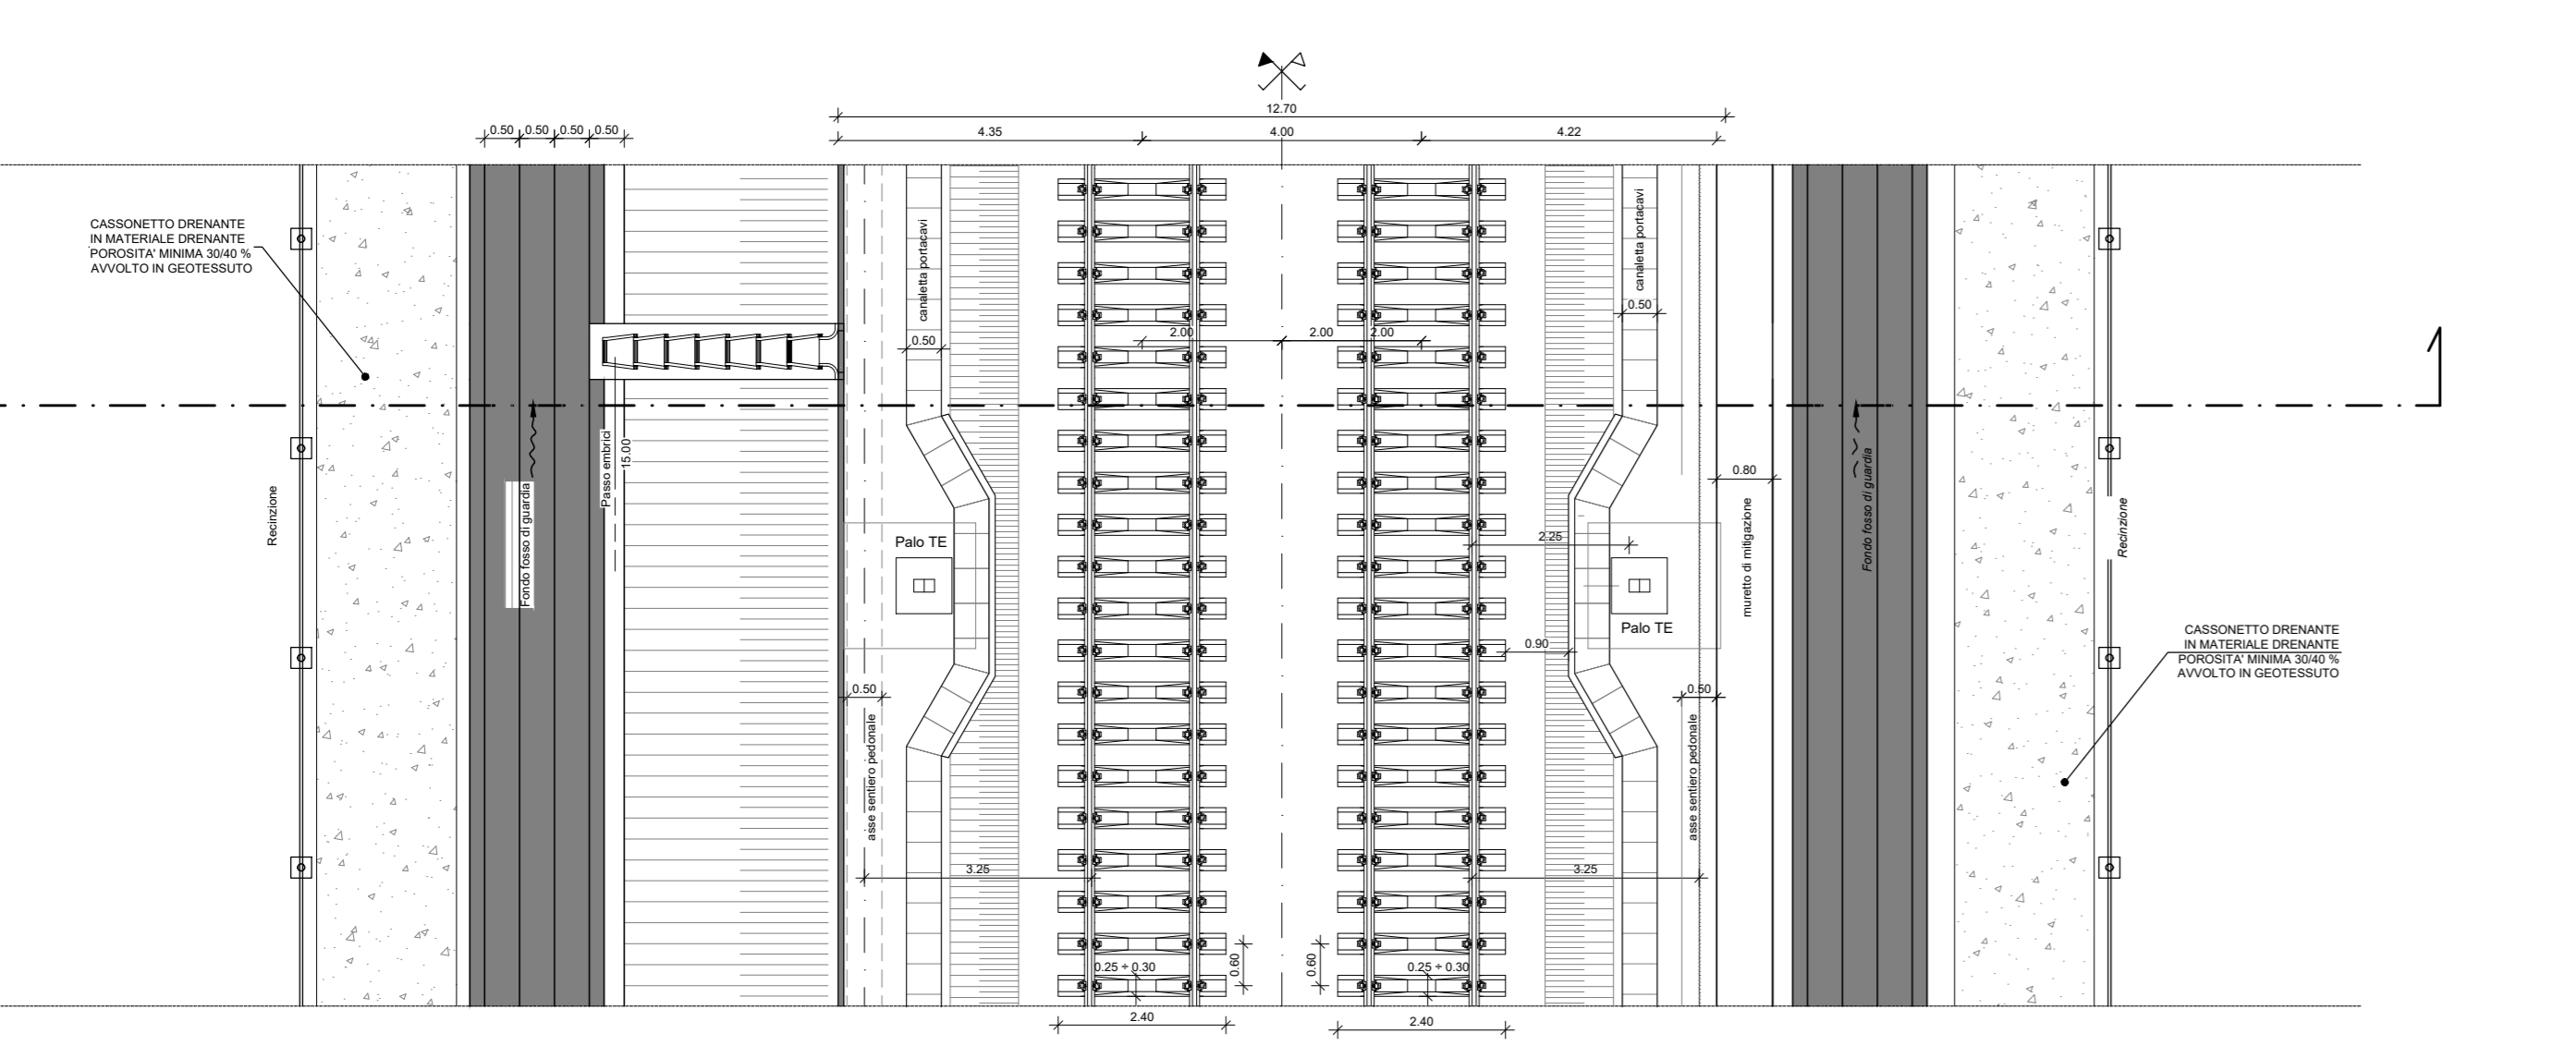 12.70
4.35
4.00
4.22
0.50
0.50
0.50
0.50
CASSONETTO DRENANTE
IN MATERIALE DRENANTE
POROSITA' MINIMA 30/40 %
AVVOLTO IN GEOTESSUTO
canaletta portacavi
canaletta portacavi
0.50
0.50
2.00
2.00
2.00
Recinzione
Fondo fosso di guardia
Passo embrici
15.00
Palo TE
2.25
0.80
muretto di mitigazione
Fondo fosso di guardia
Recinzione
Palo TE
0.90
CASSONETTO DRENANTE
IN MATERIALE DRENANTE
POROSITA' MINIMA 30/40 %
AVVOLTO IN GEOTESSUTO
0.50
0.50
asse sentiero pedonale
asse sentiero pedonale
3.25
3.25
0.25 ÷ 0.30
0.60
0.60
0.25 ÷ 0.30
2.40
2.40